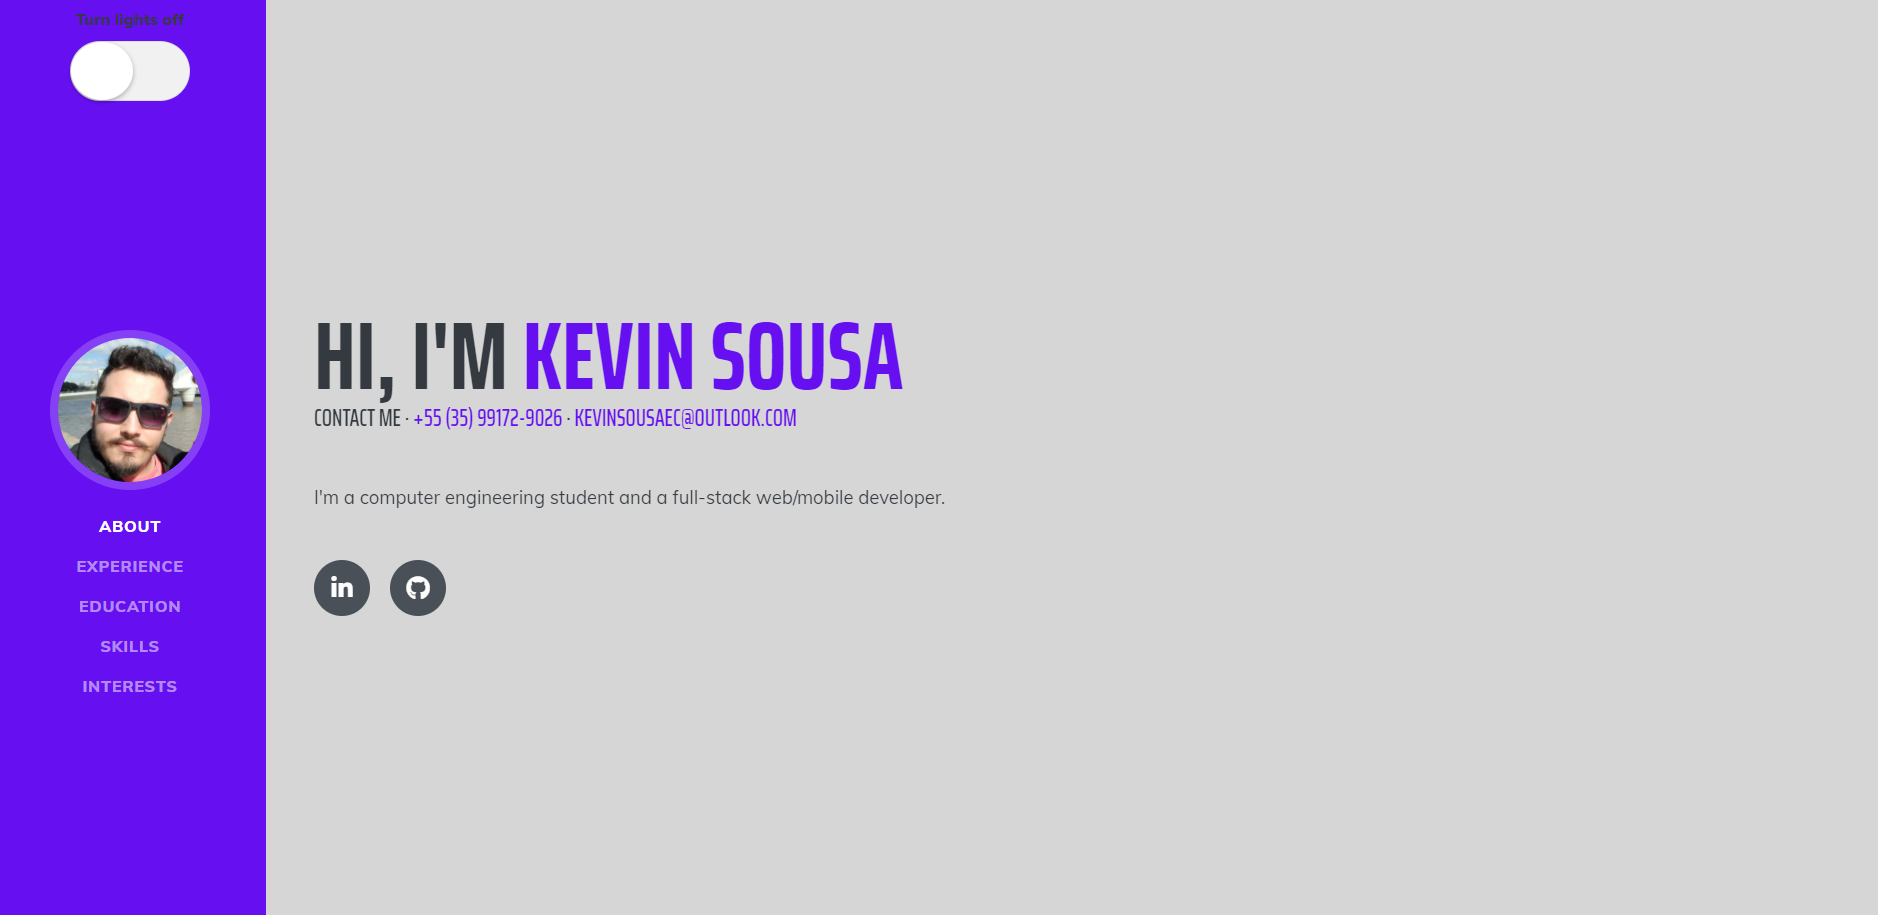 Turn lights off
HI, I'M KEVIN SOUSA
CONTACT ME · +55 (35) 99172-9026 · KEVINSOUSAEC@OUTLOOK.COM
I'm a computer engineering student and a full-stack web/mobile developer.
in
ABOUT
EXPERIENCE
EDUCATION
SKILLS
INTERESTS